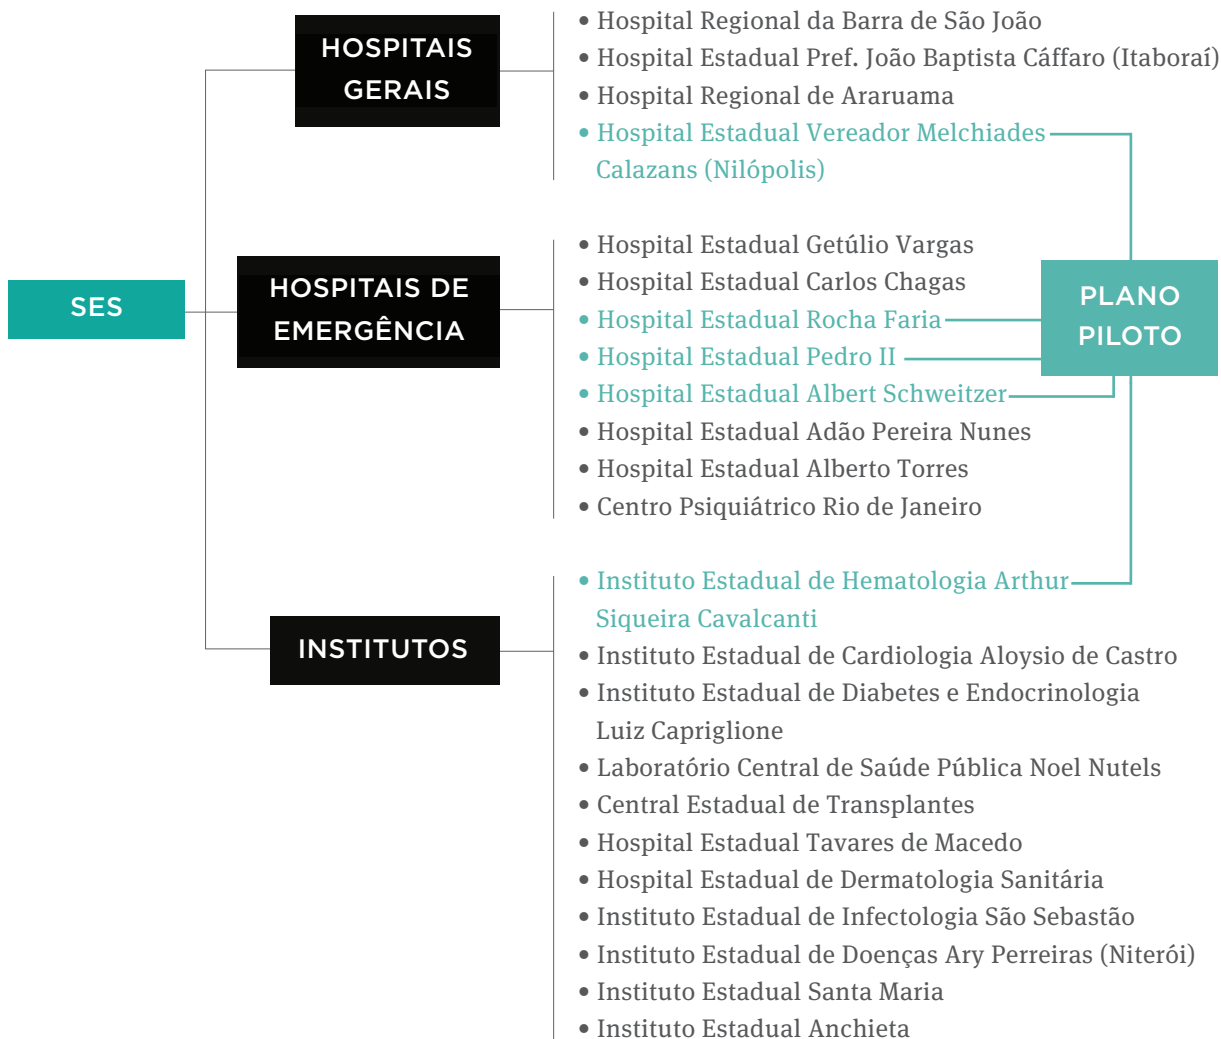 HOSPITAIS
GERAIS
• Hospital Regional da Barra de São João
• Hospital Estadual Pref. João Baptista Cáffaro (Itaboraí)
• Hospital Regional de Araruama
• Hospital Estadual Vereador Melchiades
Calazans (Nilópolis)
SES
HOSPITAIS DE
EMERGÊNCIA
• Hospital Estadual Getúlio Vargas
• Hospital Estadual Carlos Chagas
• Hospital Estadual Rocha Faria
• Hospital Estadual Pedro II
• Hospital Estadual Albert Schweitzer
• Hospital Estadual Adão Pereira Nunes
• Hospital Estadual Alberto Torres
• Centro Psiquiátrico Rio de Janeiro
PLANO
PILOTO
INSTITUTOS
• Instituto Estadual de Hematologia Arthur
Siqueira Cavalcanti
• Instituto Estadual de Cardiologia Aloysio de Castro
• Instituto Estadual de Diabetes e Endocrinologia
Luiz Capriglione
• Laboratório Central de Saúde Pública Noel Nutels
• Central Estadual de Transplantes
• Hospital Estadual Tavares de Macedo
• Hospital Estadual de Dermatologia Sanitária
• Instituto Estadual de Infectologia São Sebastão
• Instituto Estadual de Doenças Ary Perreiras (Niterói)
• Instituto Estadual Santa Maria
• Instituto Estadual Anchieta